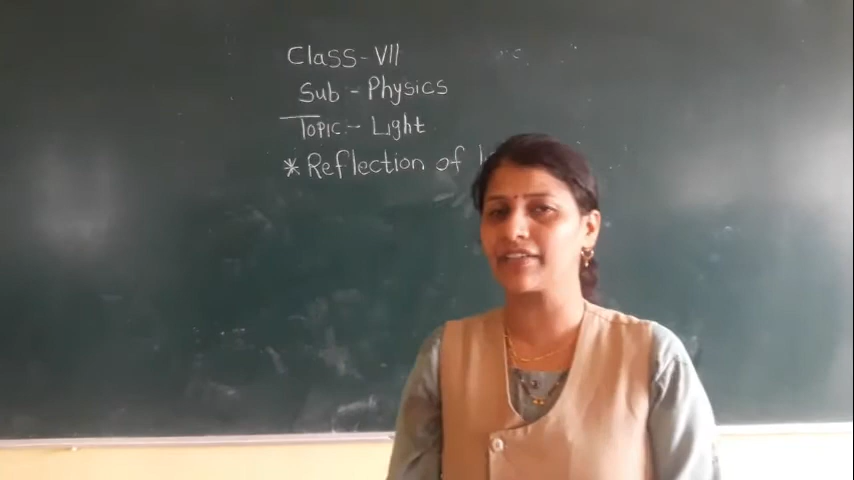 Class-VII
Sub - Physics
Topic:- Light
* Reflection of